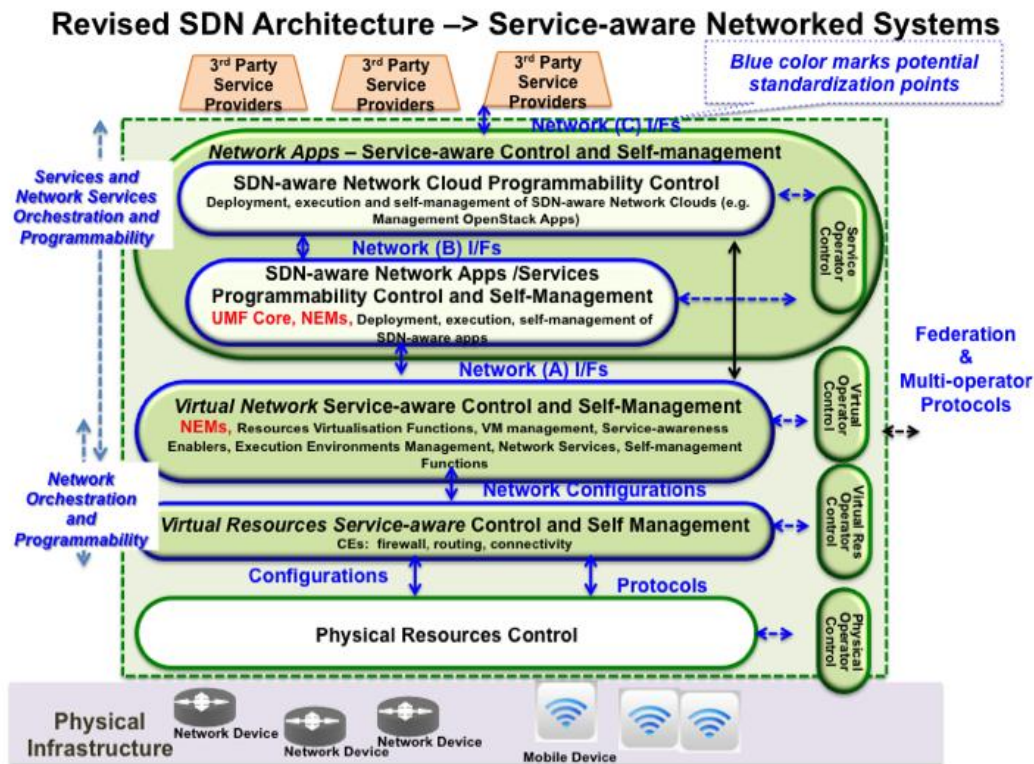 Revised SDN Architecture –> Service-aware Networked Systems
3rd Party
Service
Providers
3rd Party
Service
Providers
3rd Party
Service
Providers
Blue color marks potential
standardization points
Network (C) I/Fs
Network Apps – Service-aware Control and Self-management
SDN-aware Network Cloud Programmability Control
Deployment, execution and self-management of SDN-aware Network Clouds (e.g.
Management OpenStack Apps)
Services and
Network Services
Orchestration and
Programmability
Service
Operator
Control
Network (B) I/Fs
SDN-aware Network Apps /Services
Programmability Control and Self-Management
UMF Core, NEMs, Deployment, execution, self-management of
SDN-aware apps
Network (A) I/Fs
Federation
&
Multi-operator
Protocols
Virtual Network Service-aware Control and Self-Management
NEMs, Resources Virtualisation Functions, VM management, Service-awareness
Enablers, Execution Environments Management, Network Services, Self-management
Functions
Virtual
Operator
Control
Network
Orchestration
and
Programmability
Network Configurations
Virtual Resources Service-aware Control and Self Management
CEs: firewall, routing, connectivity
Virtual Res
Operator
Control
Configurations
Protocols
Physical Resources Control
Physical
Operator
Control
Physical
Infrastructure
Network Device
Network Device
Network Device
Mobile Device